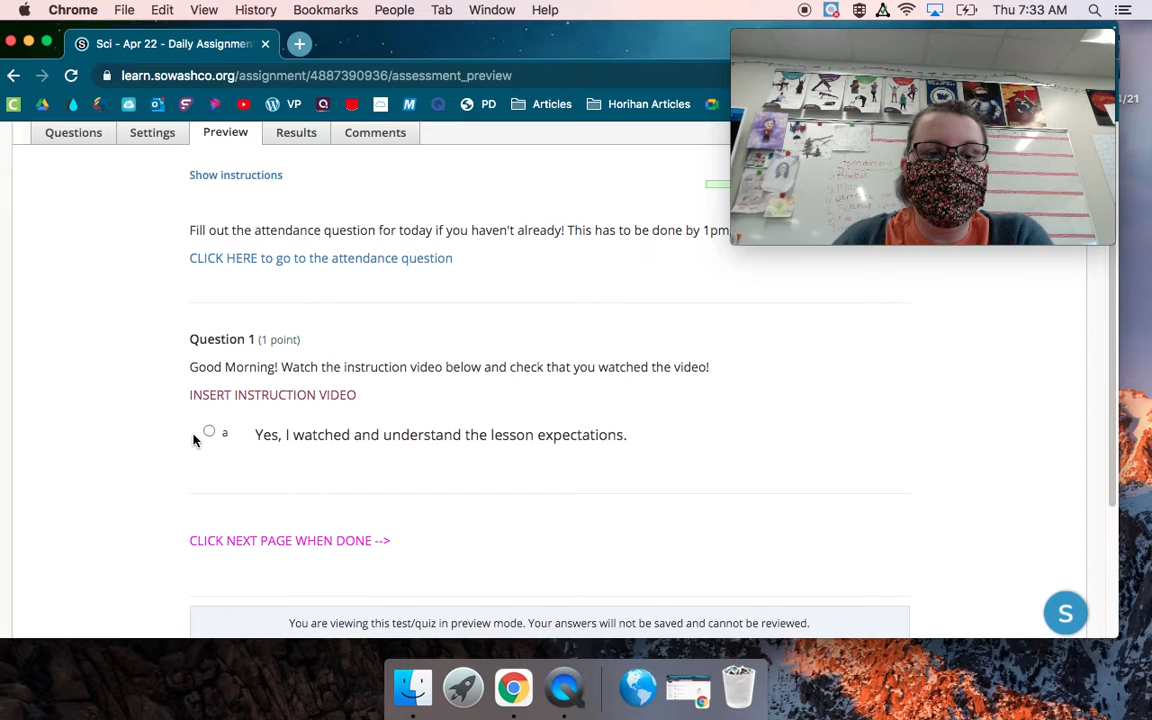 Chrome File Edit View History Bookmarks People Tab Window Help Thu 7:33 AM
Sci - Apr 22 - Daily Assignmen
learn.sowashco.org/assignment/4887390936/assessment_preview
VP PD Articles Horihan Articles
4/21
Questions Settings Preview Results Comments
Show instructions
Fill out the attendance question for today if you haven't already! This has to be done by 1pm
CLICK HERE to go to the attendance question
Question 1 (1 point)
Good Morning! Watch the instruction video below and check that you watched the video!
INSERT INSTRUCTION VIDEO
a Yes, I watched and understand the lesson expectations.
CLICK NEXT PAGE WHEN DONE -->
You are viewing this test/quiz in preview mode. Your answers will not be saved and cannot be reviewed.
S